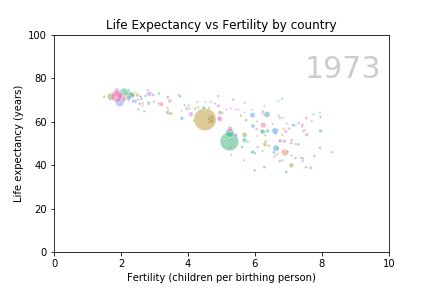 Life Expectancy vs Fertility by country
1973
Life expectancy (years)
100
80
60
40
20
0
0 2 4 6 8 10
Fertility (children per birthing person)